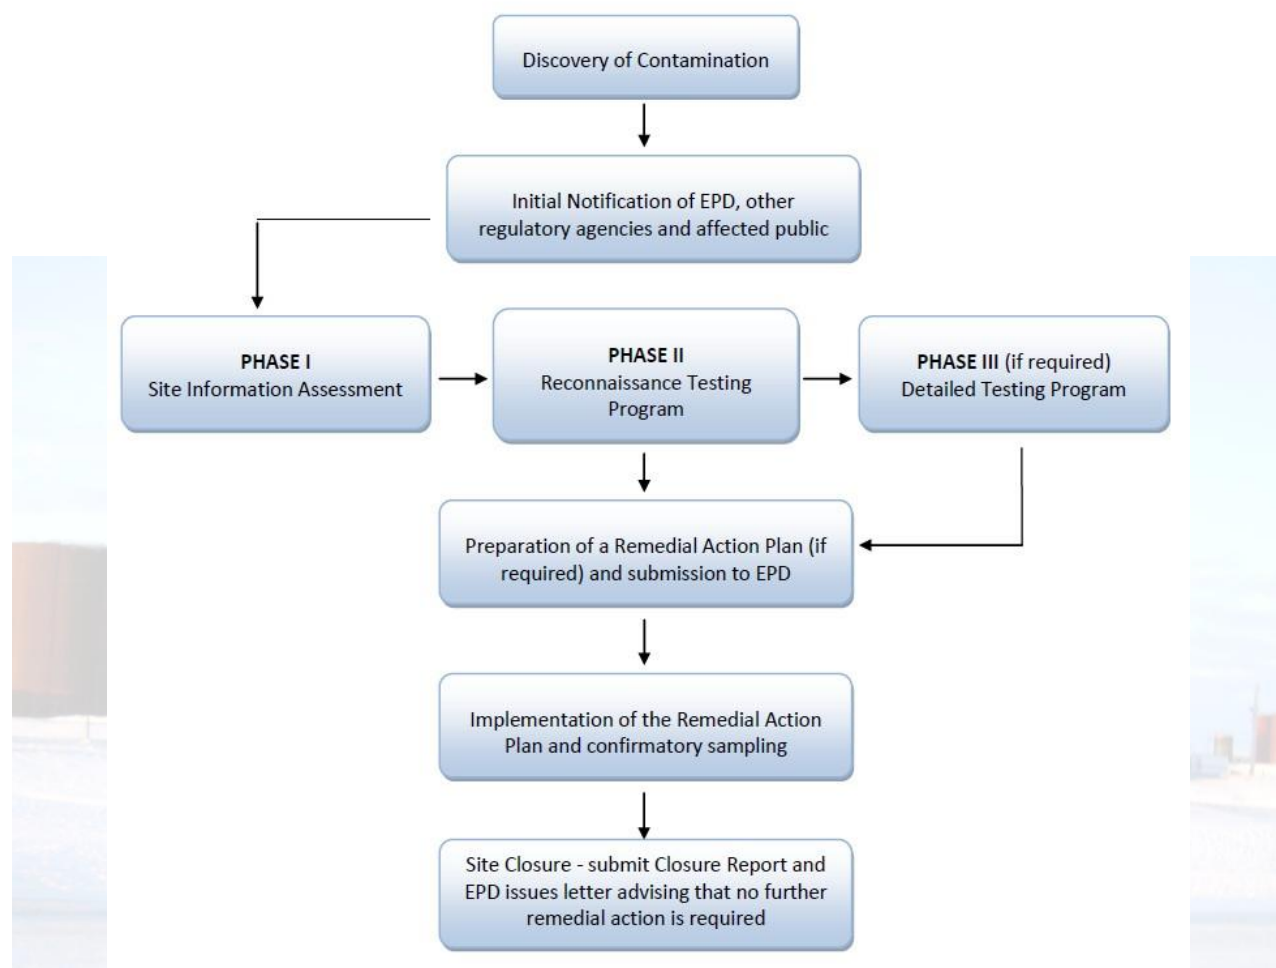 Discovery of Contamination
Initial Notification of EPD, other
regulatory agencies and affected public
PHASE I
Site Information Assessment
PHASE II
Reconnaissance Testing
Program
PHASE III (if required)
Detailed Testing Program
Preparation of a Remedial Action Plan (if
required) and submission to EPD
Implementation of the Remedial Action
Plan and confirmatory sampling
Site Closure - submit Closure Report and
EPD issues letter advising that no further
remedial action is required